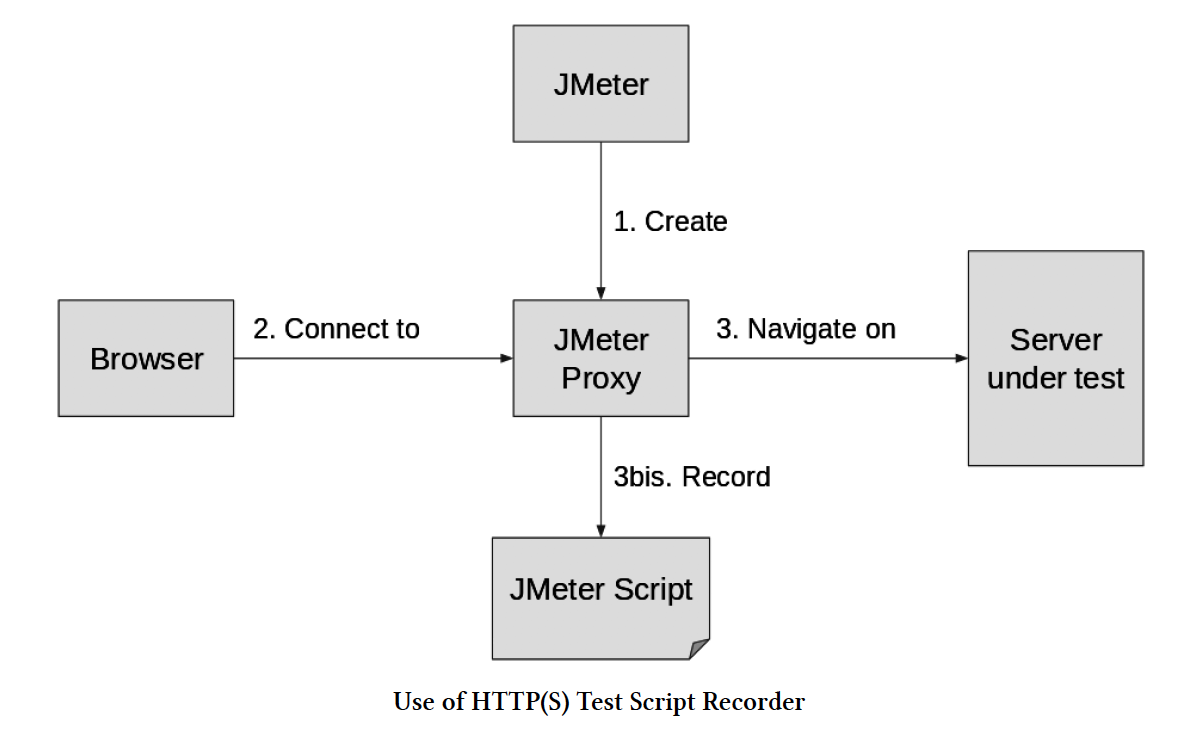 JMeter
1. Create
Browser
2. Connect to
JMeter
Proxy
3. Navigate on
Server
under test
3bis. Record
JMeter Script
Use of HTTP(S) Test Script Recorder